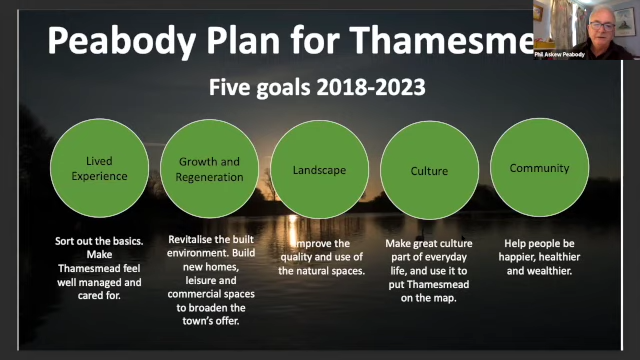 Peabody Plan for Thamesme
Phil Askew Peabody
Five goals 2018-2023
Lived
Experience
Growth and
Regeneration
Landscape
Culture
Community
Sort out the basics.
Make
Thamesmead feel
well managed and
cared for.
Revitalise the built
environment. Build
new homes,
leisure and
commercial spaces
to broaden the
town's offer.
Improve the
quality and use of
the natural spaces.
Make great culture
part of everyday
life, and use it to
put Thamesmead
on the map.
Help people be
happier, healthier
and wealthier.